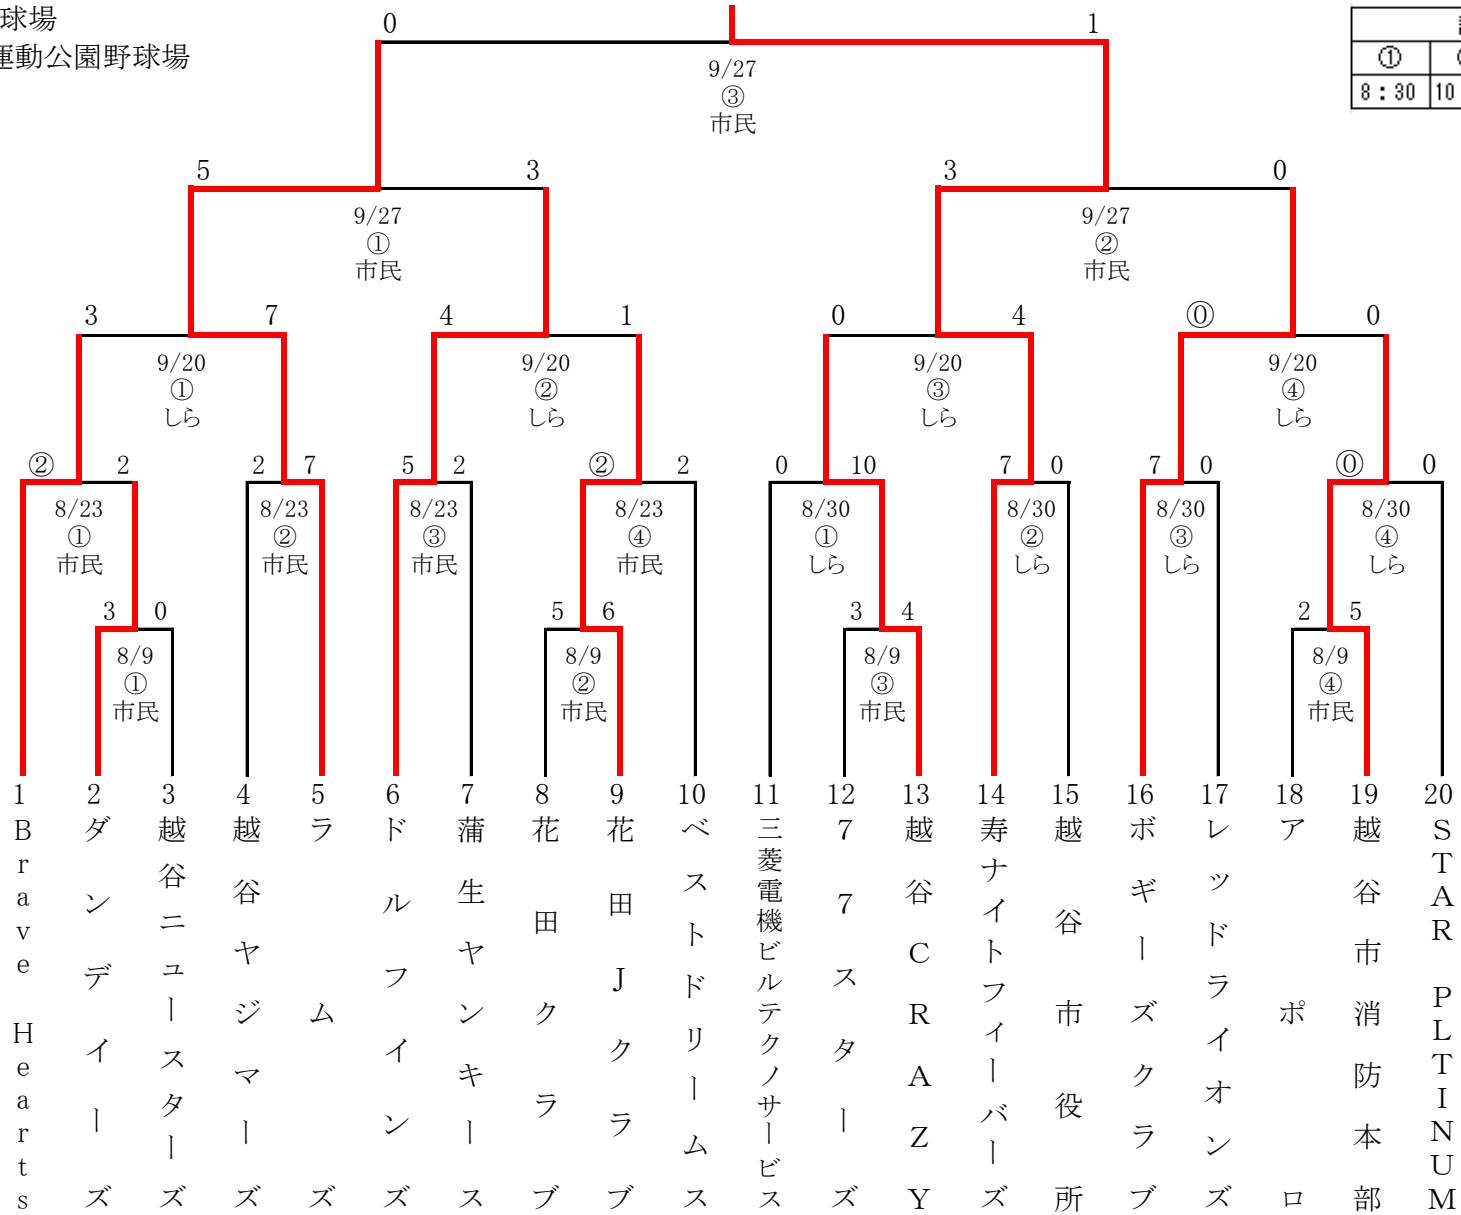 球場
運動公園野球場
①
8：30
10
0 1
9/27
③
市民
5 3 3 0
9/27
①
市民
9/27
②
市民
3 7 4 1 0 4 ⓪ 0
9/20
①
しら
9/20
②
しら
9/20
③
しら
9/20
④
しら
② 2 2 7 5 2 ② 2 0 10 7 0 7 0 ⓪ 0
8/23
①
市民
8/23
②
市民
8/23
③
市民
8/23
④
市民
8/30
①
しら
8/30
②
しら
8/30
③
しら
8/30
④
しら
3 0 5 6 3 4 2 5
8/9
①
市民
8/9
②
市民
8/9
③
市民
8/9
④
市民
1 Brave Hearts
2 ダンデイーズ
3 越谷ニュースターズ
4 越谷ヤジマーズ
5 ラムズ
6 ドルフインズ
7 蒲生ヤンキース
8 花田クラブ
9 花田Jクラブ
10 ベストドリームス
11 三菱電機ビルテクノサービス
12 77スターズ
13 越谷CRAZY
14 寿ナイトフィーバーズ
15 越谷市役所
16 ボギーズクラブ
17 レッドライオンズ
18 アポロ
19 越谷市消防本部
20 STAR PLTINUM